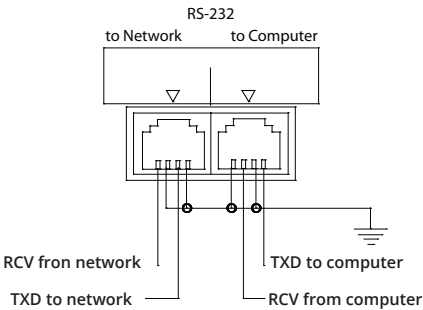 RS-232
to Network to Computer
RCV fron network TXD to computer
TXD to network RCV from computer